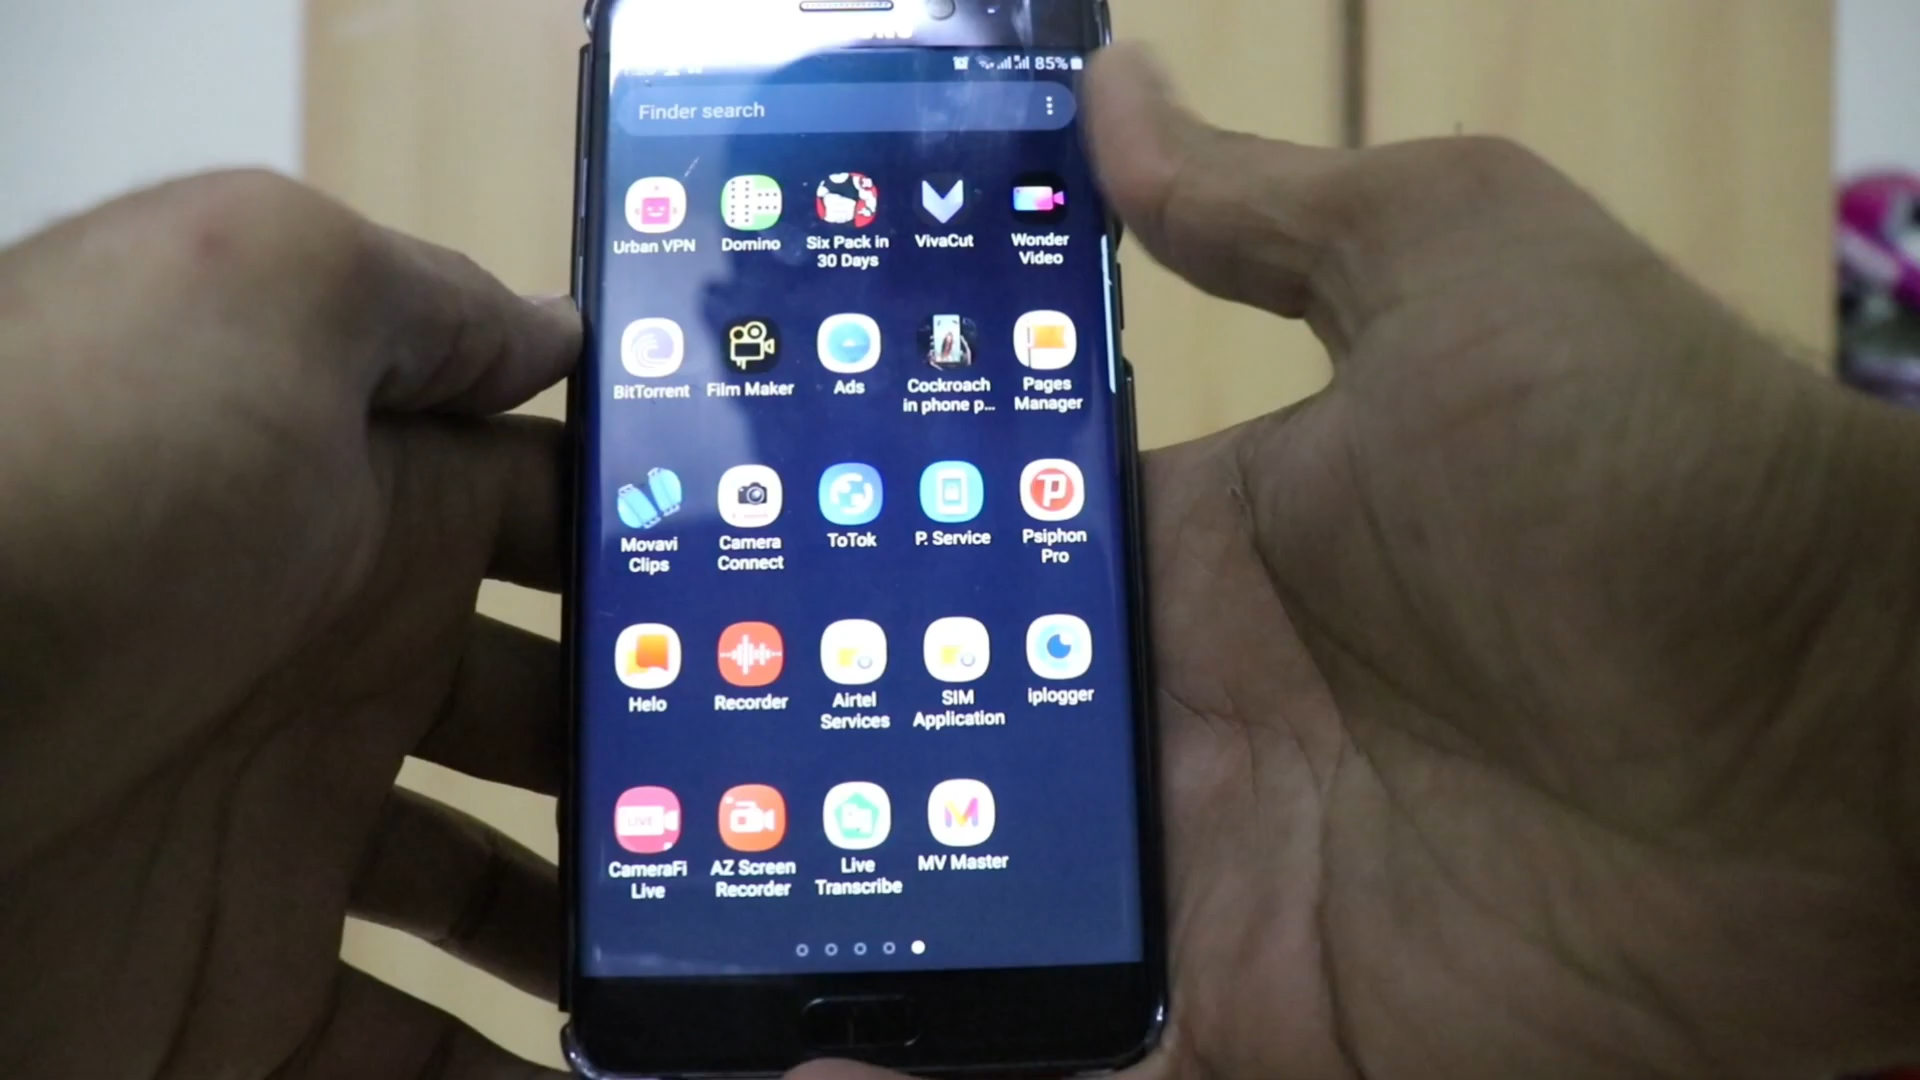 85%
Finder search
Urban VPN
Domino
Six Pack in
30 Days
VivaCut
Wonder
Video
BitTorrent
Film Maker
Ads
Cockroach
in phone p...
Pages
Manager
Movavi
Clips
Camera
Connect
ToTok
P. Service
Psiphon
Pro
Helo
Recorder
Airtel
Services
SIM
Application
iplogger
LIVE
CameraFi
Live
AZ Screen
Recorder
Live
Transcribe
MV Master